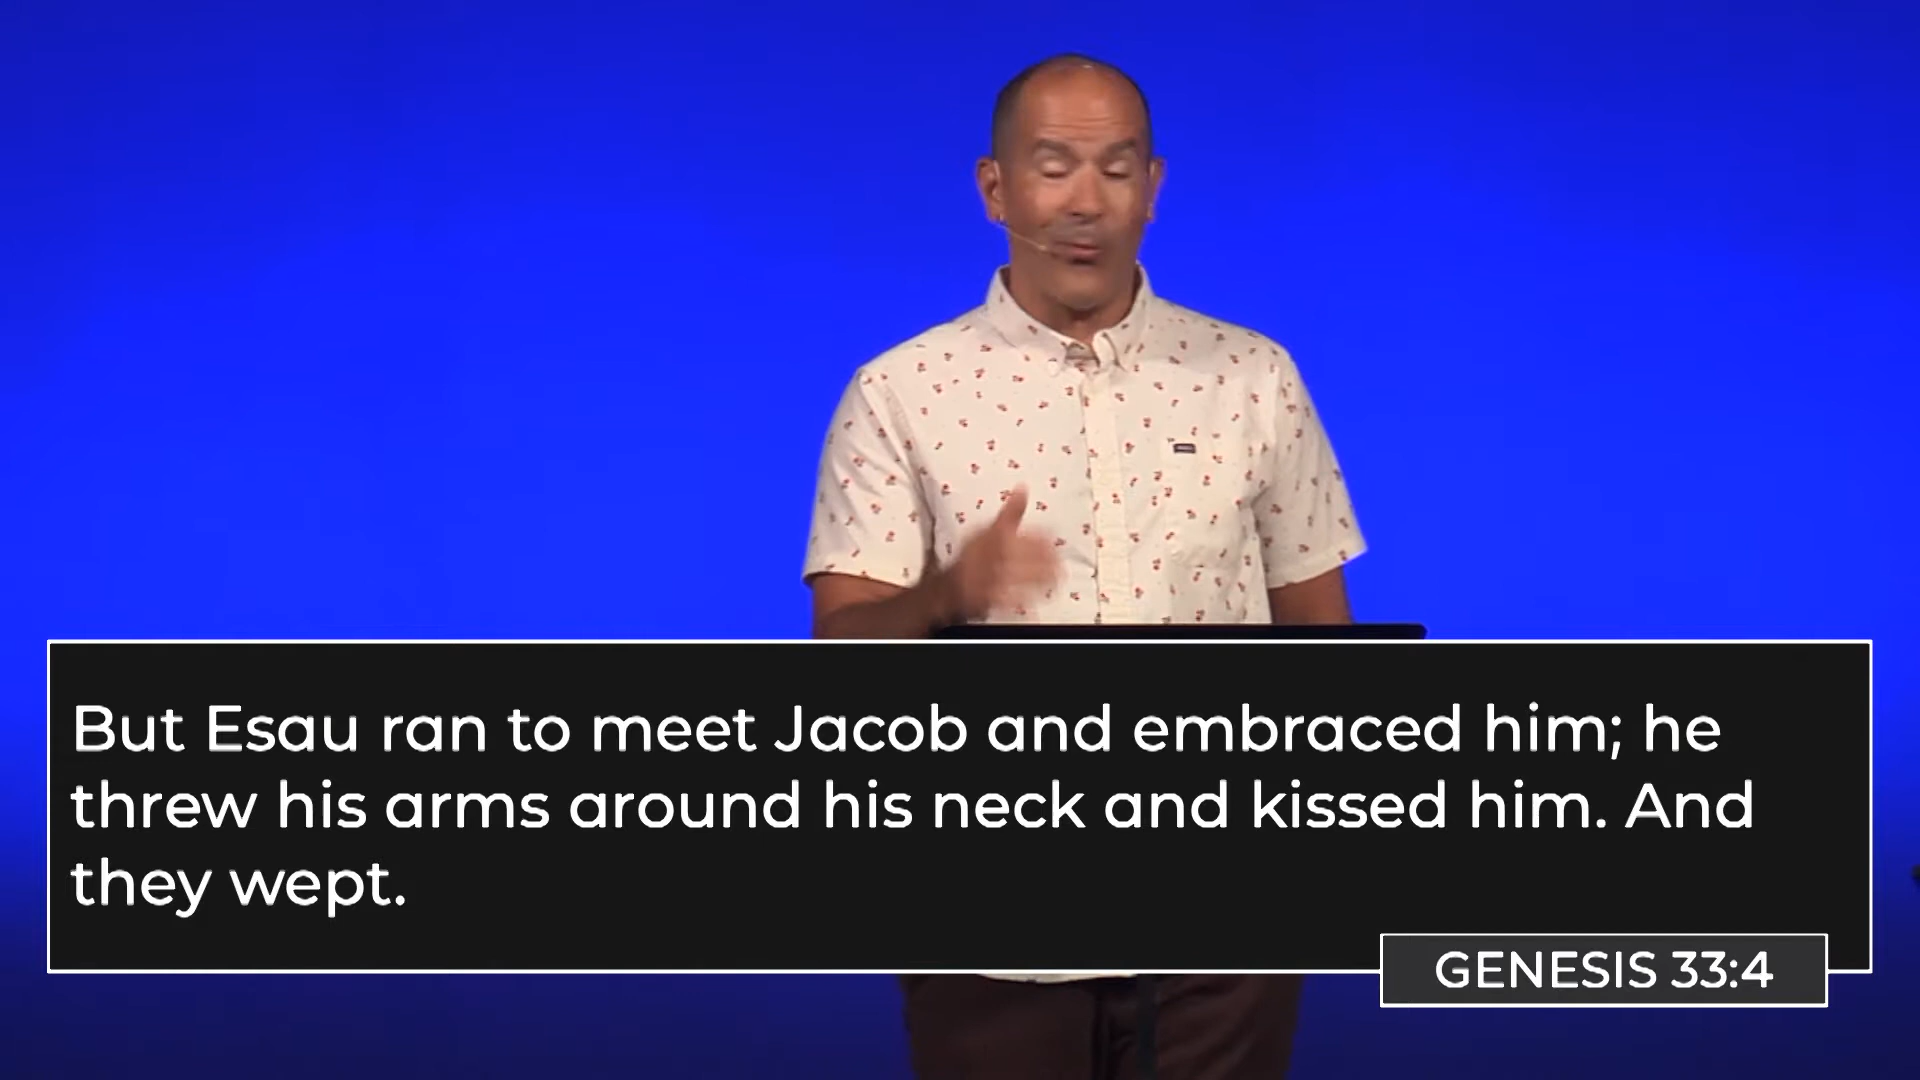 But Esau ran to meet Jacob and embraced him; he
threw his arms around his neck and kissed him. And
they wept.
GENESIS 33:4